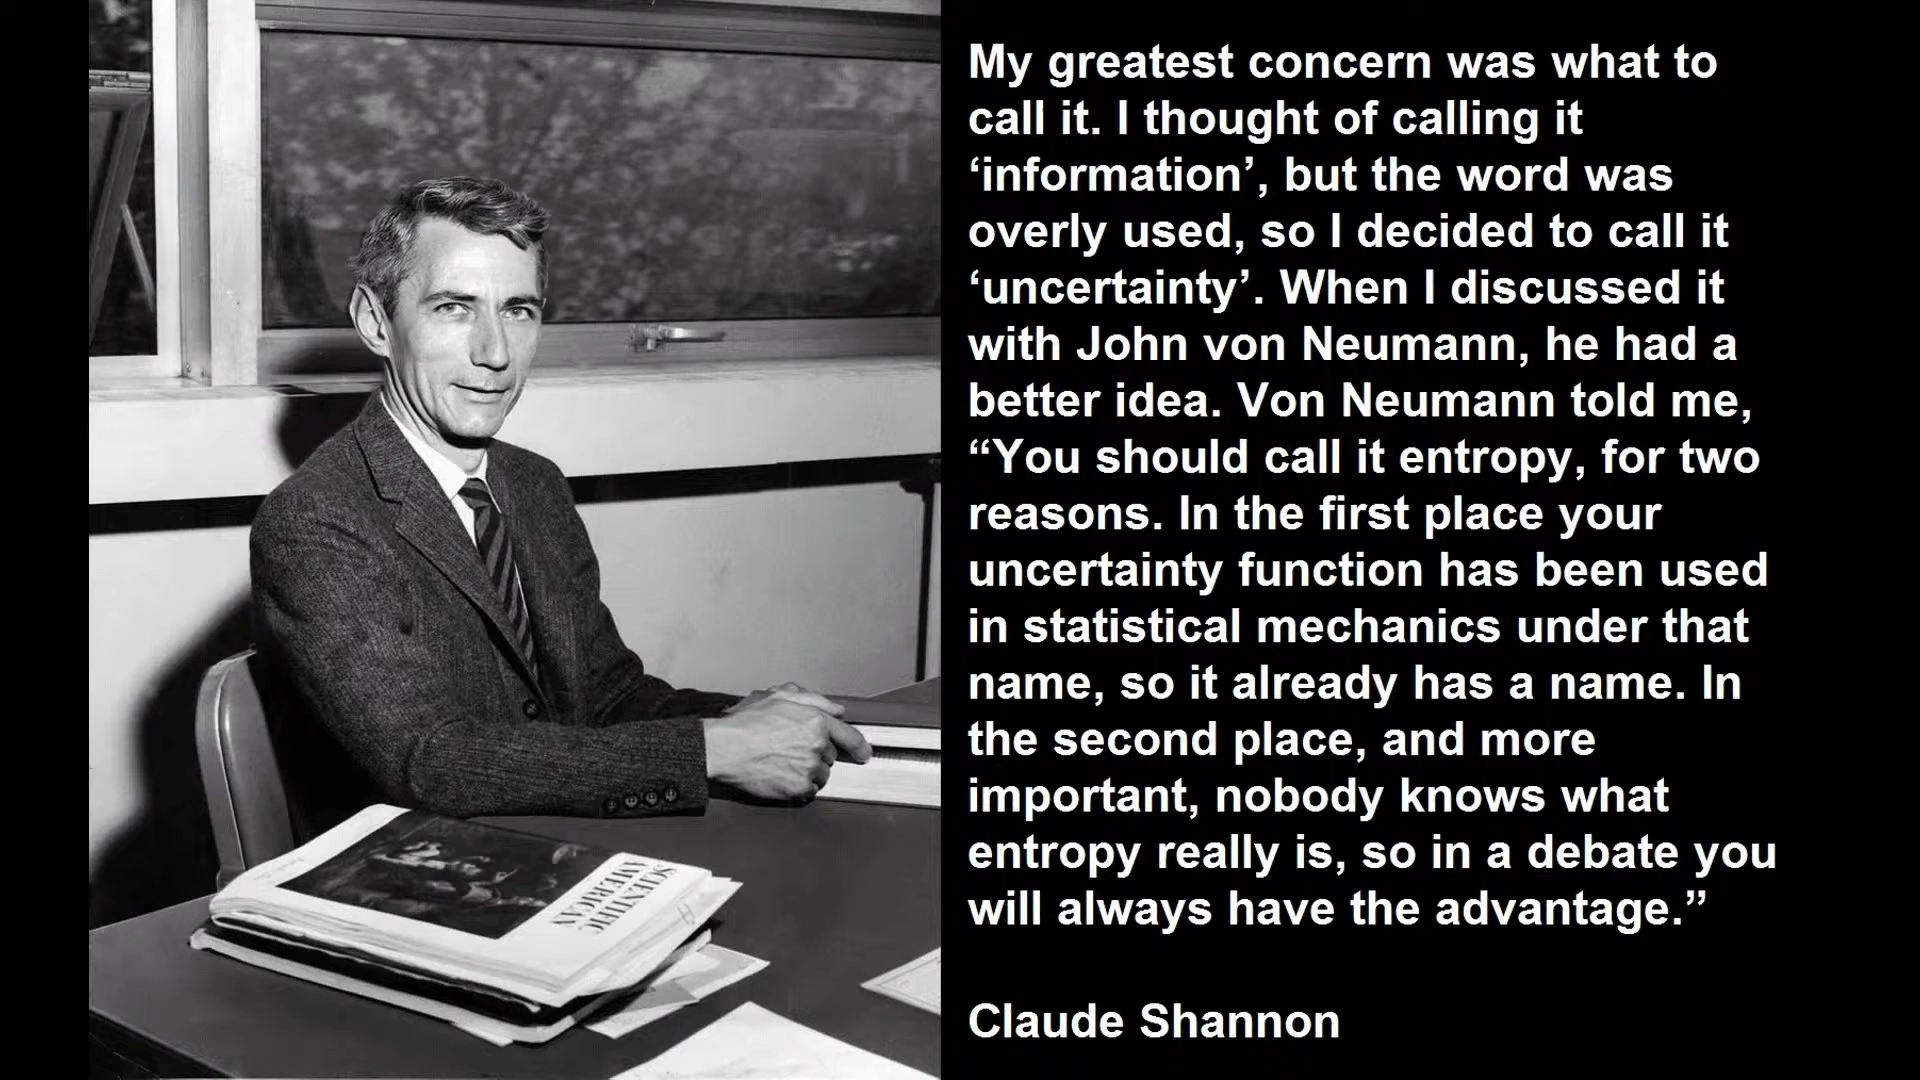 My greatest concern was what to
call it. I thought of calling it
‘information’, but the word was
overly used, so I decided to call it
‘uncertainty’. When I discussed it
with John von Neumann, he had a
better idea. Von Neumann told me,
“You should call it entropy, for two
reasons. In the first place your
uncertainty function has been used
in statistical mechanics under that
name, so it already has a name. In
the second place, and more
important, nobody knows what
entropy really is, so in a debate you
will always have the advantage.”
Claude Shannon
SCIENTIFIC
AMERICAN